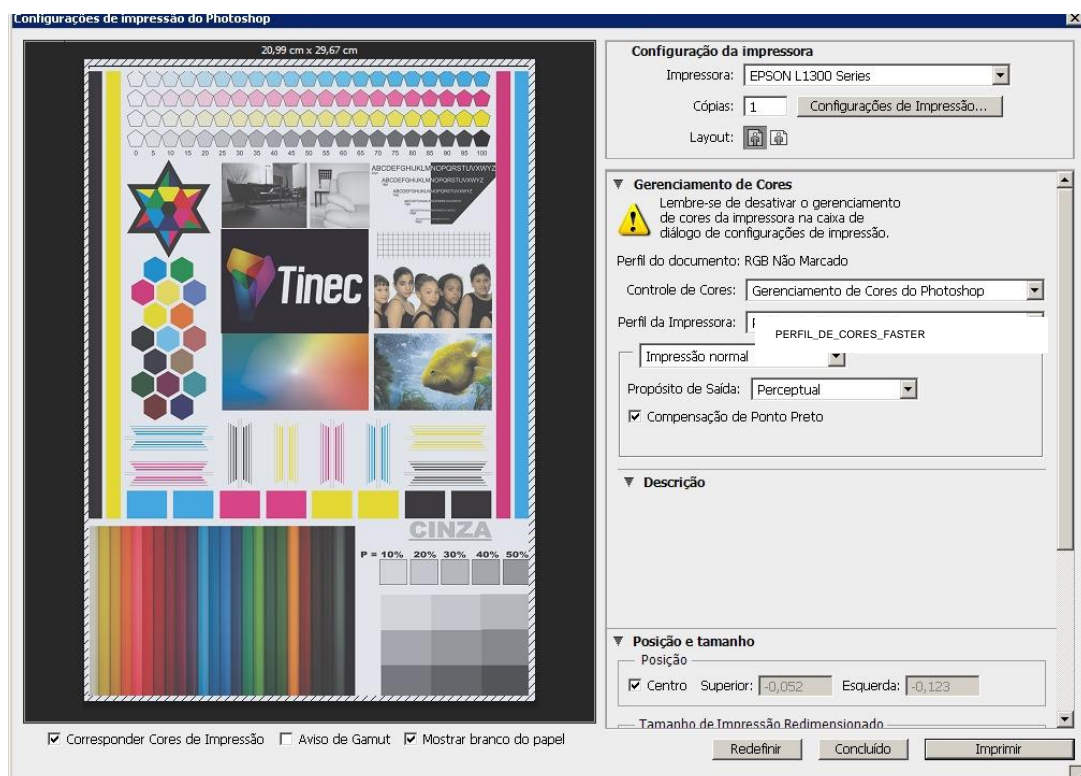 Configurações de impressão do Photoshop
20,99 cm x 29,67 cm
0 5 10 15 20 25 30 35 40 45 50 55 60 65 70 75 80 85 90 95 100
ABCDEFGHIJKLMNOPQRSTUVXWYZ
ABCDEFGHIJKLMNOPQRSTUVXWYZ
Tinec
CINZA
P = 10% 20% 30% 40% 50%
Corresponder Cores de Impressão
Aviso de Gamut
Mostrar branco do papel
Configuração da impressora
Impressora: EPSON L1300 Series
Cópias: 1 Configurações de Impressão...
Layout:
Gerenciamento de Cores
Lembre-se de desativar o gerenciamento
de cores da impressora na caixa de
diálogo de configurações de impressão.
Perfil do documento: RGB Não Marcado
Controle de Cores: Gerenciamento de Cores do Photoshop
Perfil da Impressora:
PERFIL_DE_CORES_FASTER
Impressão normal
Propósito de Saída: Perceptual
Compensação de Ponto Preto
Descrição
Posição e tamanho
Posição
Centro Superior: -0,052 Esquerda: -0,123
Tamanho de Impressão Redimensionado
Redefinir Concluído Imprimir